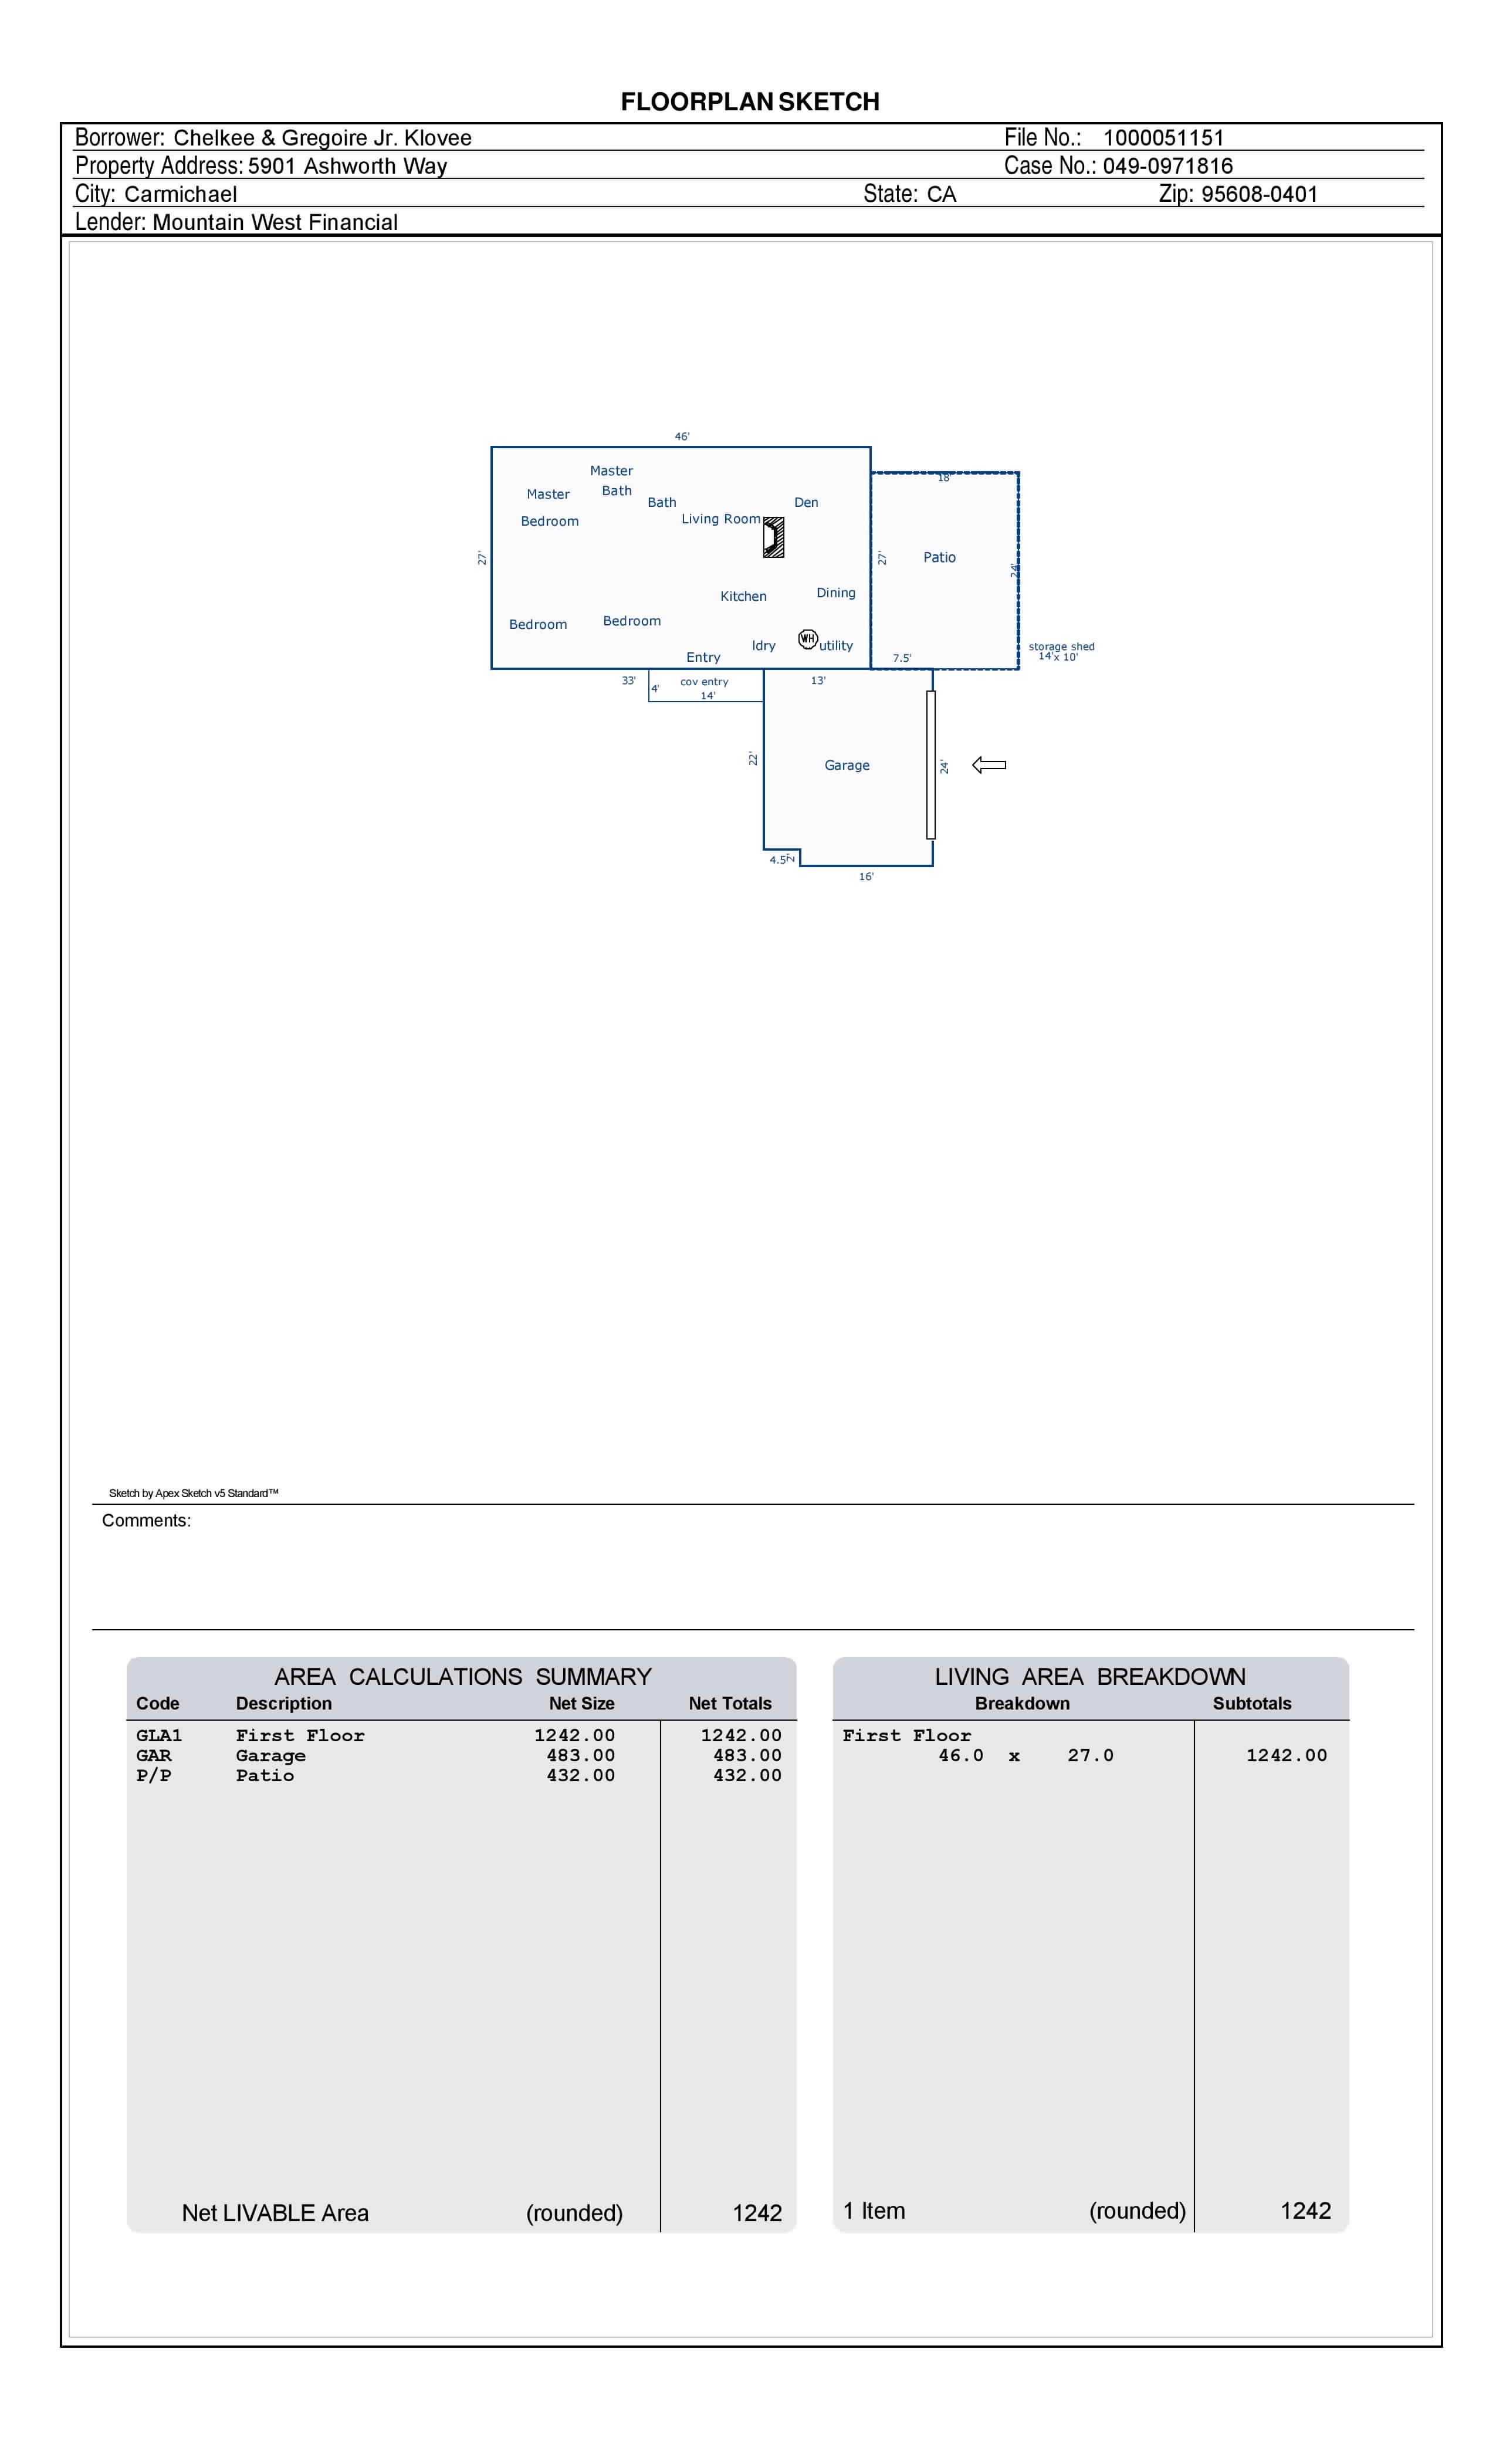 FLOORPLAN SKETCH
Borrower: Chelkee & Gregoire Jr. Klovee File No.: 1000051151
Property Address: 5901 Ashworth Way Case No.: 049-0971816
City: Carmichael State: CA Zip: 95608-0401
Lender: Mountain West Financial
46'
Master
Bath
Master
Bedroom
Bath
Living Room
Den
18'
27'
27'
Patio
24'
Kitchen
Dining
Bedroom
Bedroom
Entry
ldry
WH
utility
7.5'
storage shed
14'x 10'
33'
4'
cov entry
14'
13'
22'
Garage
24'
4.5'
2'
16'
Sketch by Apex Sketch v5 Standard™
Comments:
AREA CALCULATIONS SUMMARY
Code Description Net Size Net Totals
GLA1 First Floor 1242.00 1242.00
GAR Garage 483.00 483.00
P/P Patio 432.00 432.00
Net LIVABLE Area (rounded) 1242
LIVING AREA BREAKDOWN
Breakdown Subtotals
First Floor
46.0 x 27.0 1242.00
1 Item (rounded) 1242